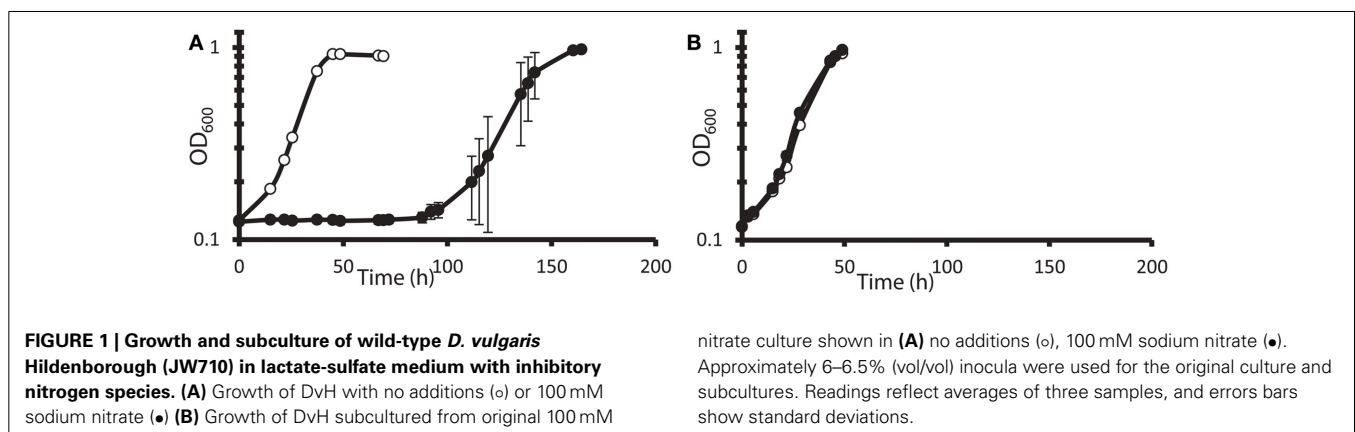 A
1
OD600
0.1
0
50
100
150
200
Time (h)
B
1
OD600
0.1
0
50
100
150
200
Time (h)
FIGURE 1 | Growth and subculture of wild-type D. vulgaris
Hildenborough (JW710) in lactate-sulfate medium with inhibitory
nitrogen species. (A) Growth of DvH with no additions (○) or 100 mM
sodium nitrate (●) (B) Growth of DvH subcultured from original 100 mM
nitrate culture shown in (A) no additions (○), 100 mM sodium nitrate (●).
Approximately 6–6.5% (vol/vol) inocula were used for the original culture and
subcultures. Readings reflect averages of three samples, and errors bars
show standard deviations.